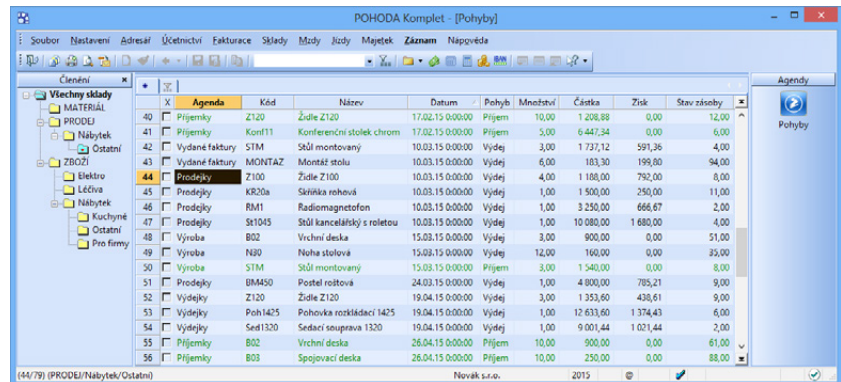 POHODA Komplet - [Pohyby]
Soubor Nastavení Adresář Účetnictví Fakturace Sklady Mzdy Jízdy Majetek Záznam Nápověda
Členění
Agendy
Všechny sklady
MATERIÁL
PRODEJ
Nábytek
Ostatní
ZBOŽÍ
Elektro
Léčiva
Nábytek
Kuchyně
Ostatní
Pro firmy
X Agenda Kód Název Datum Pohyb Množství Částka Zisk Stav zásoby
40 Příjemky Z120 Židle Z120 17.02.15 0:00:00 Příjem 10,00 1 208,88 0,00 12,00
41 Příjemky Konf11 Konferenční stolek chrom 17.02.15 0:00:00 Příjem 5,00 6 447,34 0,00 6,00
42 Vydané faktury STM Stůl montovaný 10.03.15 0:00:00 Výdej 3,00 1 737,12 591,36 4,00
43 Vydané faktury MONTAZ Montáž stolu 10.03.15 0:00:00 Výdej 6,00 183,30 199,80 94,00
44 Prodejky Z100 Židle Z100 10.03.15 0:00:00 Výdej 4,00 1 188,00 792,00 8,00
45 Prodejky KR20a Skříňka rohová 10.03.15 0:00:00 Výdej 1,00 1 500,00 250,00 11,00
46 Prodejky RM1 Radiomagnetofon 10.03.15 0:00:00 Výdej 1,00 3 250,00 666,67 2,00
47 Prodejky St1045 Stůl kancelářský s roletou 10.03.15 0:00:00 Výdej 1,00 10 080,00 1 680,00 4,00
48 Výroba B02 Vrchní deska 15.03.15 0:00:00 Výdej 3,00 900,00 0,00 51,00
49 Výroba N30 Noha stolová 15.03.15 0:00:00 Výdej 12,00 160,00 0,00 35,00
50 Výroba STM Stůl montovaný 15.03.15 0:00:00 Příjem 3,00 1 540,00 0,00 8,00
51 Prodejky BM450 Postel roštová 24.03.15 0:00:00 Výdej 1,00 4 800,00 785,21 9,00
52 Výdejky Z120 Židle Z120 19.04.15 0:00:00 Výdej 3,00 1 353,60 438,61 9,00
53 Výdejky Poh1425 Pohovka rozkládací 1425 19.04.15 0:00:00 Výdej 1,00 12 633,60 1 374,43 6,00
54 Výdejky Sed1320 Sedací souprava 1320 19.04.15 0:00:00 Výdej 1,00 9 001,44 1 021,44 2,00
55 Příjemky B02 Vrchní deska 26.04.15 0:00:00 Příjem 10,00 900,00 0,00 61,00
56 Příjemky B03 Spojovací deska 26.04.15 0:00:00 Příjem 10,00 250,00 0,00 88,00
Pohyby
(44/79) (PRODEJ/Nábytek/Ostatní) Novák s.r.o. 2015 @